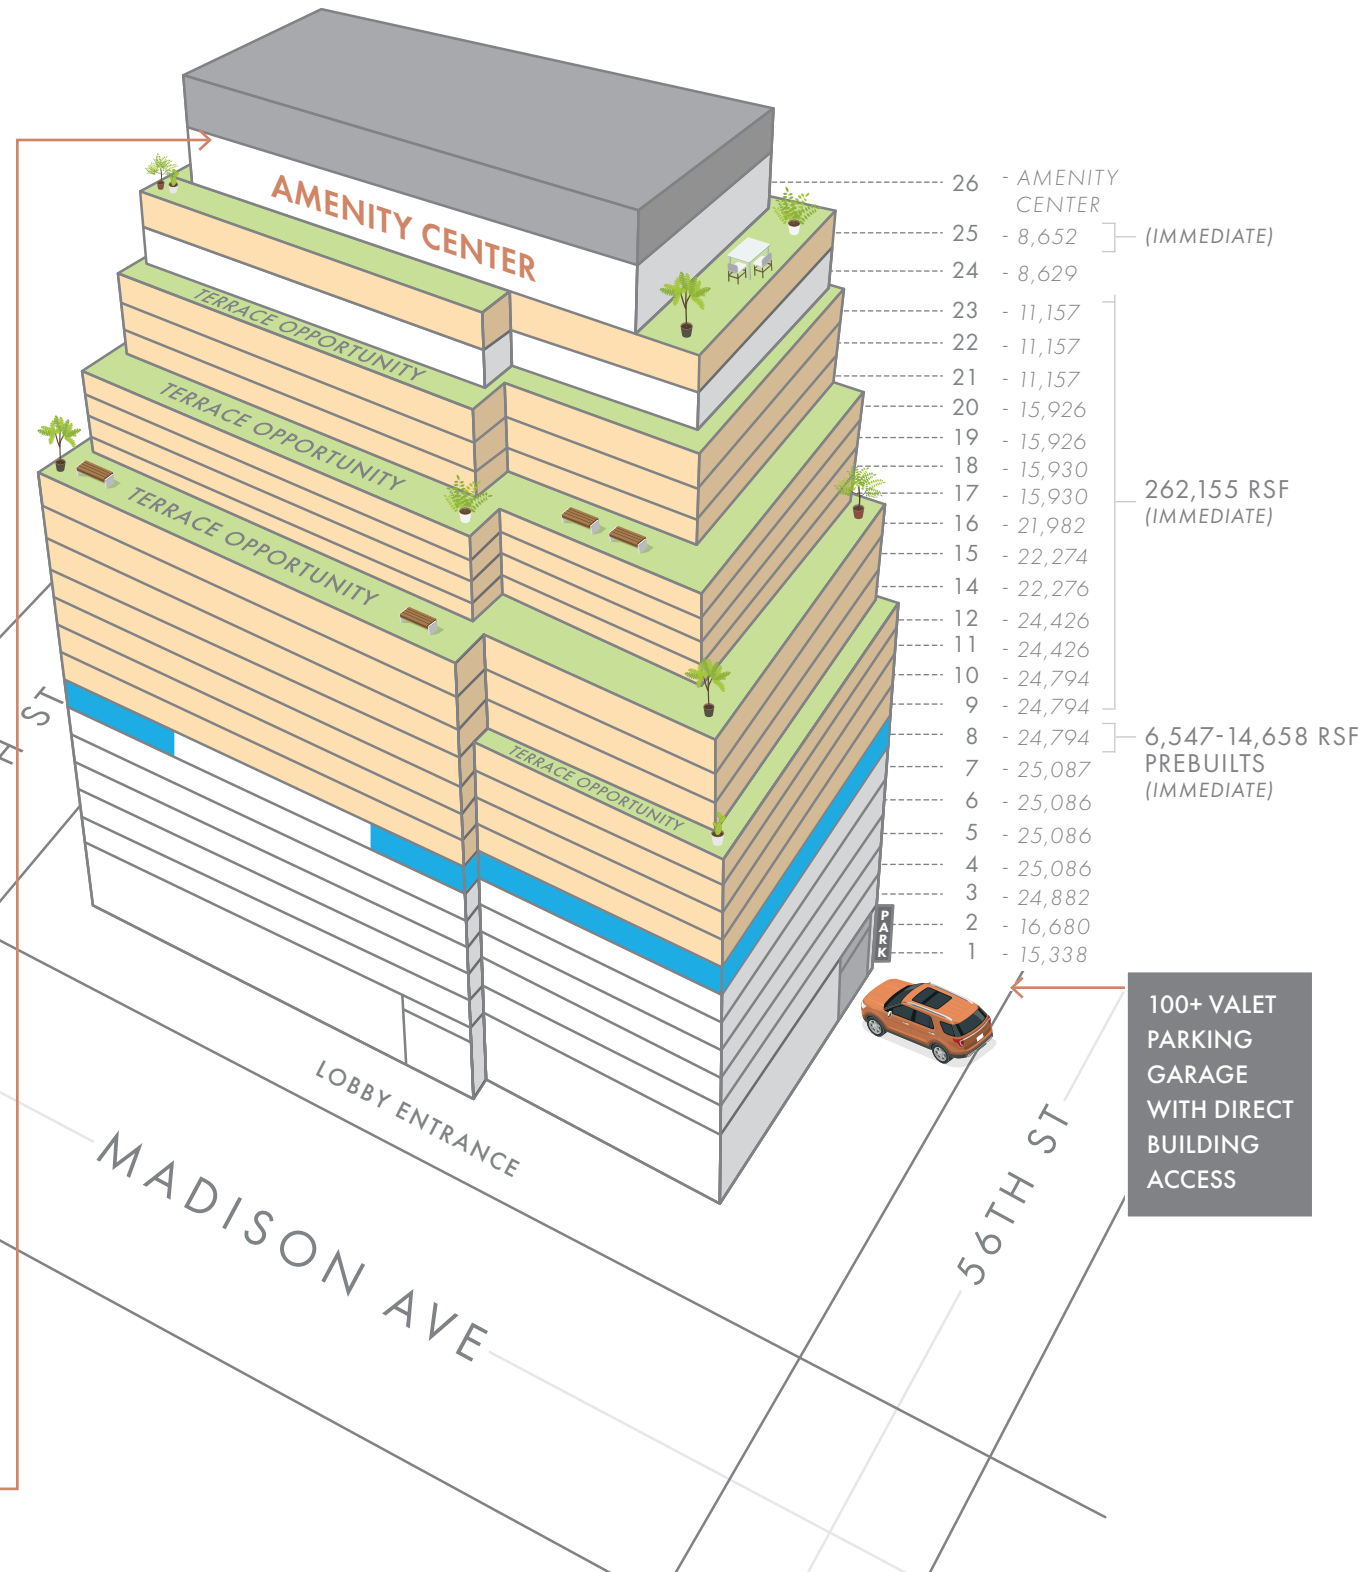 AMENITY CENTER
TERRACE OPPORTUNITY
TERRACE OPPORTUNITY
TERRACE OPPORTUNITY
TERRACE OPPORTUNITY
26 - AMENITY
CENTER
25 - 8,652 (IMMEDIATE)
24 - 8,629
23 - 11,157
22 - 11,157
21 - 11,157
20 - 15,926
19 - 15,926
18 - 15,930
17 - 15,930
262,155 RSF
(IMMEDIATE)
16 - 21,982
15 - 22,274
14 - 22,276
12 - 24,426
11 - 24,426
10 - 24,794
9 - 24,794
8 - 24,794
6,547-14,658 RSF
PREBUILTS
(IMMEDIATE)
7 - 25,087
6 - 25,086
5 - 25,086
4 - 25,086
3 - 24,882
2 - 16,680
1 - 15,338
PARK
100+ VALET
PARKING
GARAGE
WITH DIRECT
BUILDING
ACCESS
H ST
LOBBY ENTRANCE
MADISON AVE
56TH ST